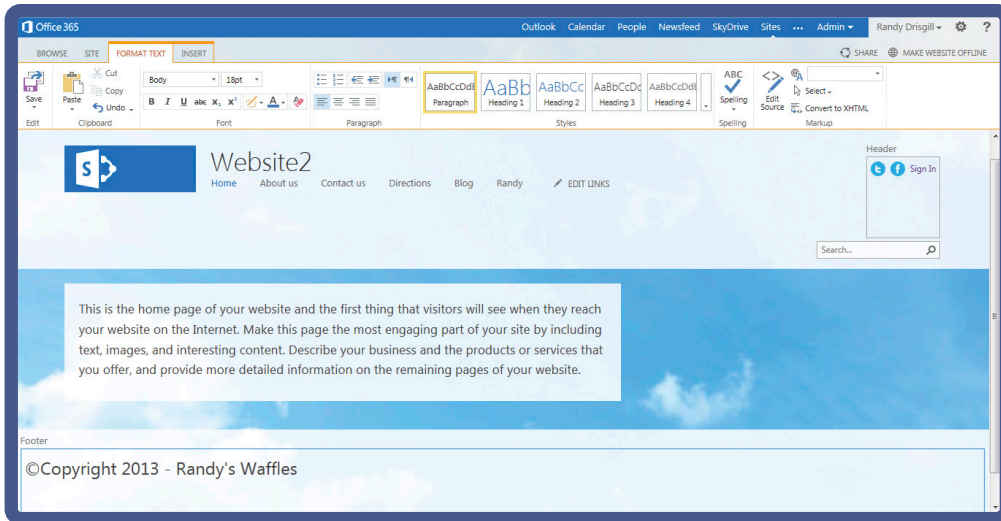 Office 365
Outlook Calendar People Newsfeed SkyDrive Sites ... Admin Randy Drisgill ?
BROWSE SITE FORMAT TEXT INSERT SHARE MAKE WEBSITE OFFLINE
Save
Paste
Cut
Copy
Undo
Body 18pt
B I U abc x₂ x² A
AaBbCcDdE Paragraph
AaBb Heading 1
AaBbCc Heading 2
AaBbCcDc Heading 3
AaBbCcDdE Heading 4
ABC
Spelling
Edit Source
Select
Convert to XHTML
Edit Clipboard Font Paragraph Styles Spelling Markup
S
Website2
Home About us Contact us Directions Blog Randy EDIT LINKS
Header
Sign In
Search...
This is the home page of your website and the first thing that visitors will see when they reach
your website on the Internet. Make this page the most engaging part of your site by including
text, images, and interesting content. Describe your business and the products or services that
you offer, and provide more detailed information on the remaining pages of your website.
Footer
©Copyright 2013 - Randy's Waffles